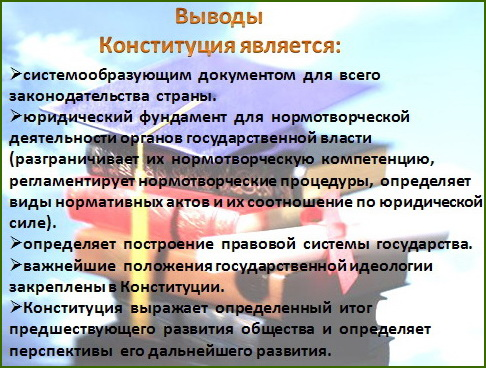 Выводы
Конституция является:
➢системообразующим документом для всего
законодательства страны.
➢юридический фундамент для нормотворческой
деятельности органов государственной власти
(разграничивает их нормотворческую компетенцию,
регламентирует нормотворческие процедуры, определяет
виды нормативных актов и их соотношение по юридической
силе).
➢определяет построение правовой системы государства.
➢важнейшие положения государственной идеологии
закреплены в Конституции.
➢Конституция выражает определенный итог
предшествующего развития общества и определяет
перспективы его дальнейшего развития.